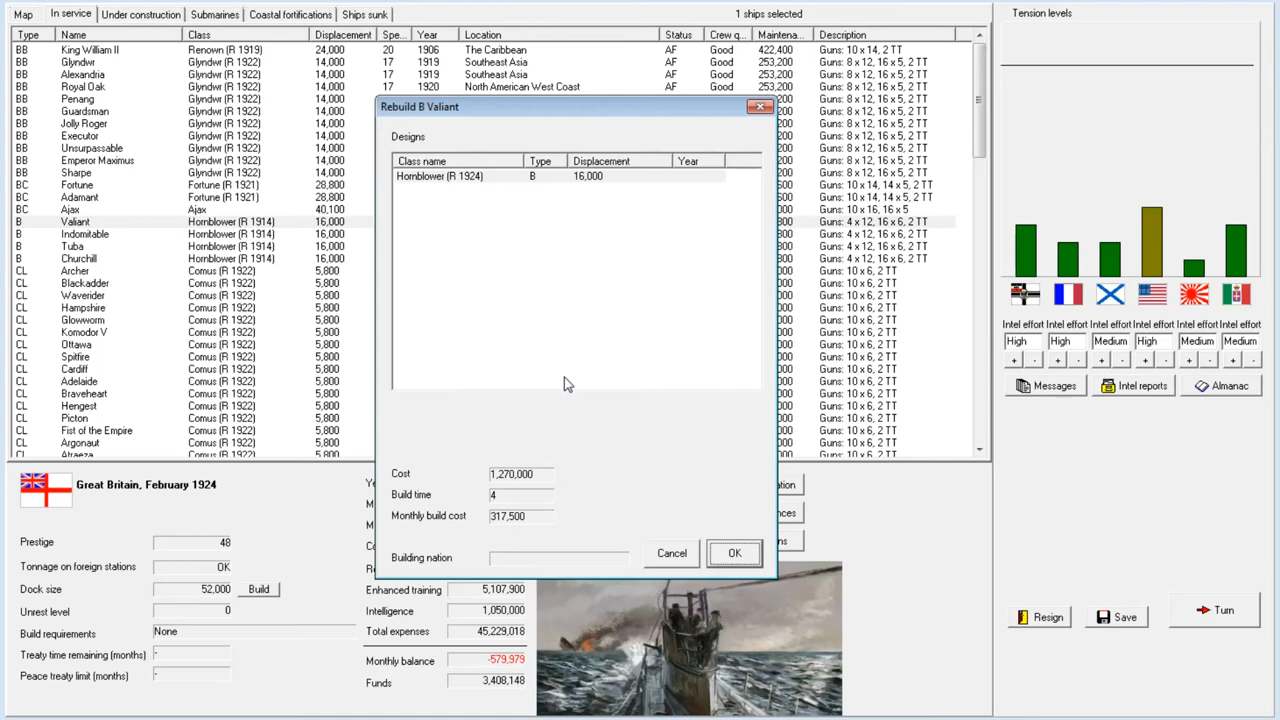 Map In service Under construction Submarines Coastal fortifications Ships sunk 1 ships selected Tension levels
Type Name Class Displacement Spe... Year Location Status Crew q... Maintena... Description
BB King William II Renown (R 1919) 24,000 20 1906 The Caribbean AF Good 422,400 Guns: 10 x 14, 2 TT
BB Glyndwr Glyndwr (R 1922) 14,000 17 1919 Southeast Asia AF Good 253,200 Guns: 8 x 12, 16 x 5, 2 TT
BB Alexandria Glyndwr (R 1922) 14,000 17 1919 Southeast Asia AF Good 253,200 Guns: 8 x 12, 16 x 5, 2 TT
BB Royal Oak Glyndwr (R 1922) 14,000 17 1920 North American West Coast AF Good 253,200 Guns: 8 x 12, 16 x 5, 2 TT
BB Penang Glyndwr (R 1922) 14,000 200 Guns: 8 x 12, 16 x 5, 2 TT
BB Guardsman Glyndwr (R 1922) 14,000 200 Guns: 8 x 12, 16 x 5, 2 TT
BB Jolly Roger Glyndwr (R 1922) 14,000 200 Guns: 8 x 12, 16 x 5, 2 TT
BB Executor Glyndwr (R 1922) 14,000 200 Guns: 8 x 12, 16 x 5, 2 TT
BB Unsurpassable Glyndwr (R 1922) 14,000 200 Guns: 8 x 12, 16 x 5, 2 TT
BB Emperor Maximus Glyndwr (R 1922) 14,000 200 Guns: 8 x 12, 16 x 5, 2 TT
BB Sharpe Glyndwr (R 1922) 14,000 200 Guns: 8 x 12, 16 x 5, 2 TT
BC Fortune Fortune (R 1921) 28,800 300 Guns: 10 x 14, 14 x 5, 2 TT
BC Adamant Fortune (R 1921) 28,800 300 Guns: 10 x 14, 14 x 5, 2 TT
BC Ajax Ajax 40,100 Guns: 10 x 16, 16 x 5
B Valiant Hornblower (R 1914) 16,000 800 Guns: 4 x 12, 16 x 6, 2 TT
B Indomitable Hornblower (R 1914) 16,000 800 Guns: 4 x 12, 16 x 6, 2 TT
B Tuba Hornblower (R 1914) 16,000 800 Guns: 4 x 12, 16 x 6, 2 TT
B Churchill Hornblower (R 1914) 16,000 800 Guns: 4 x 12, 16 x 6, 2 TT
CL Archer Comus (R 1922) 5,800 000 Guns: 10 x 6, 2 TT
CL Blackadder Comus (R 1922) 5,800 000 Guns: 10 x 6, 2 TT
CL Waverider Comus (R 1922) 5,800 000 Guns: 10 x 6, 2 TT
CL Hampshire Comus (R 1922) 5,800 000 Guns: 10 x 6, 2 TT
CL Glowworm Comus (R 1922) 5,800 000 Guns: 10 x 6, 2 TT
CL Komodor V Comus (R 1922) 5,800 000 Guns: 10 x 6, 2 TT
CL Ottawa Comus (R 1922) 5,800 000 Guns: 10 x 6, 2 TT
CL Spitfire Comus (R 1922) 5,800 000 Guns: 10 x 6, 2 TT
CL Cardiff Comus (R 1922) 5,800 000 Guns: 10 x 6, 2 TT
CL Adelaide Comus (R 1922) 5,800 000 Guns: 10 x 6, 2 TT
CL Braveheart Comus (R 1922) 5,800 000 Guns: 10 x 6, 2 TT
CL Hengest Comus (R 1922) 5,800 000 Guns: 10 x 6, 2 TT
CL Picton Comus (R 1922) 5,800 000 Guns: 10 x 6, 2 TT
CL Fist of the Empire Comus (R 1922) 5,800 000 Guns: 10 x 6, 2 TT
CL Argonaut Comus (R 1922) 5,800 000 Guns: 10 x 6, 2 TT
CL Comus (R 1922) 5,800 000 Guns: 10 x 6, 2 TT
Rebuild B Valiant
Designs
Class name Type Displacement Year
Hornblower (R 1924) B 16,000
Cost 1,270,000
Build time 4
Monthly build cost 317,500
Building nation Cancel OK
Intel effort Intel effort Intel effort Intel effort Intel effort Intel effort
High High Medium High Medium Medium
+ - + - + - + - + - + -
Messages Intel reports Almanac
Great Britain, February 1924
Prestige 48
Tonnage on foreign stations OK
Dock size 52,000 Build
Unrest level 0
Build requirements None
Treaty time remaining (months) -
Peace treaty limit (months) -
Enhanced training 5,107,900
Intelligence 1,050,000
Total expenses 45,229,018
Monthly balance -579,979
Funds 3,408,148
Resign Save Turn